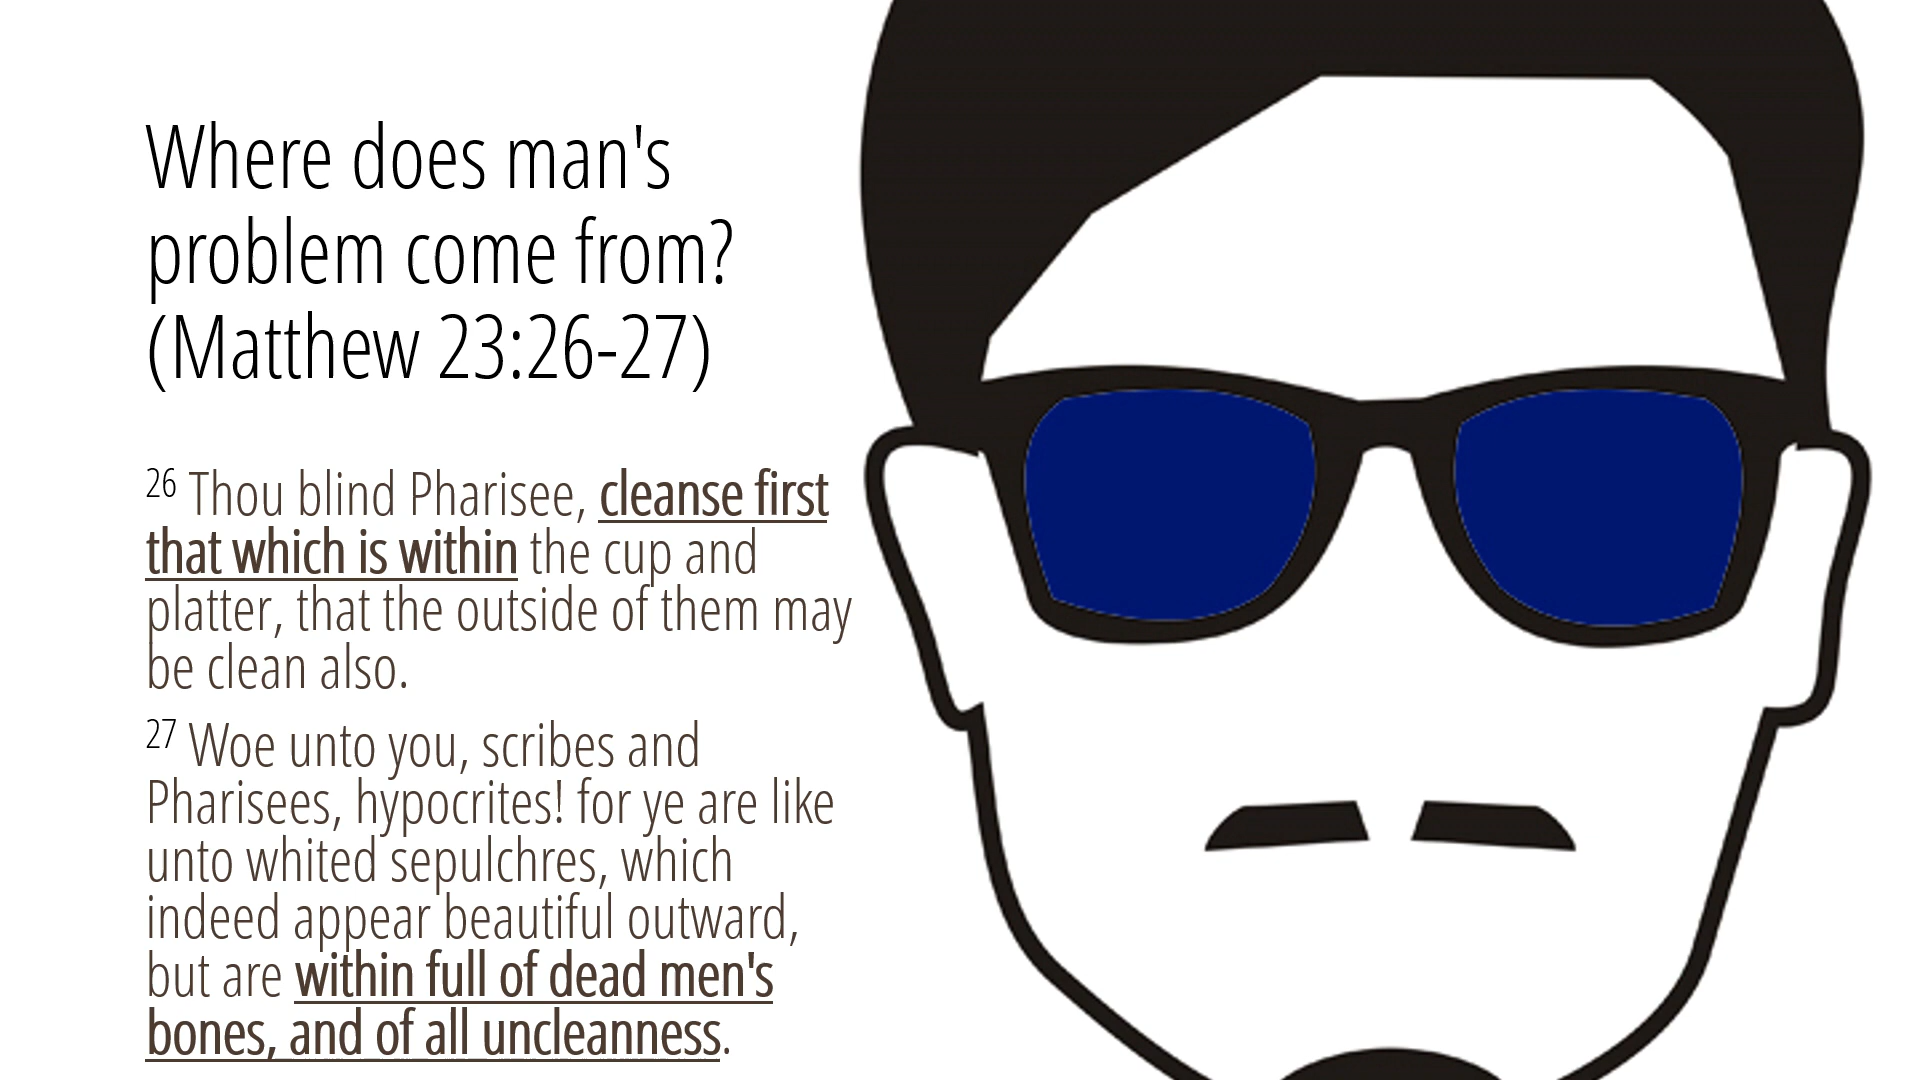 Where does man's
problem come from?
(Matthew 23:26-27)
26 Thou blind Pharisee, cleanse first
that which is within the cup and
platter, that the outside of them may
be clean also.
27 Woe unto you, scribes and
Pharisees, hypocrites! for ye are like
unto whited sepulchres, which
indeed appear beautiful outward,
but are within full of dead men's
bones, and of all uncleanness.